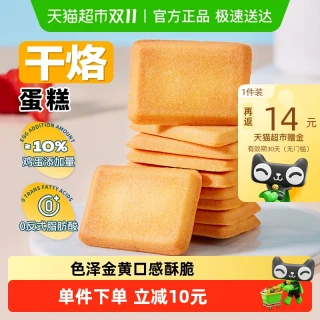 天猫超市双11 官方正品 极速送达
干烙
蛋糕
EGG ADDITION AMOUNT
-10%
鸡蛋添加量
0 TRANS FATTY ACIDS
0反式脂肪酸
1件装
再返14元
天猫超市赠金
有效期30天（无门槛）
色泽金黄口感酥脆
单件下单 立减10元